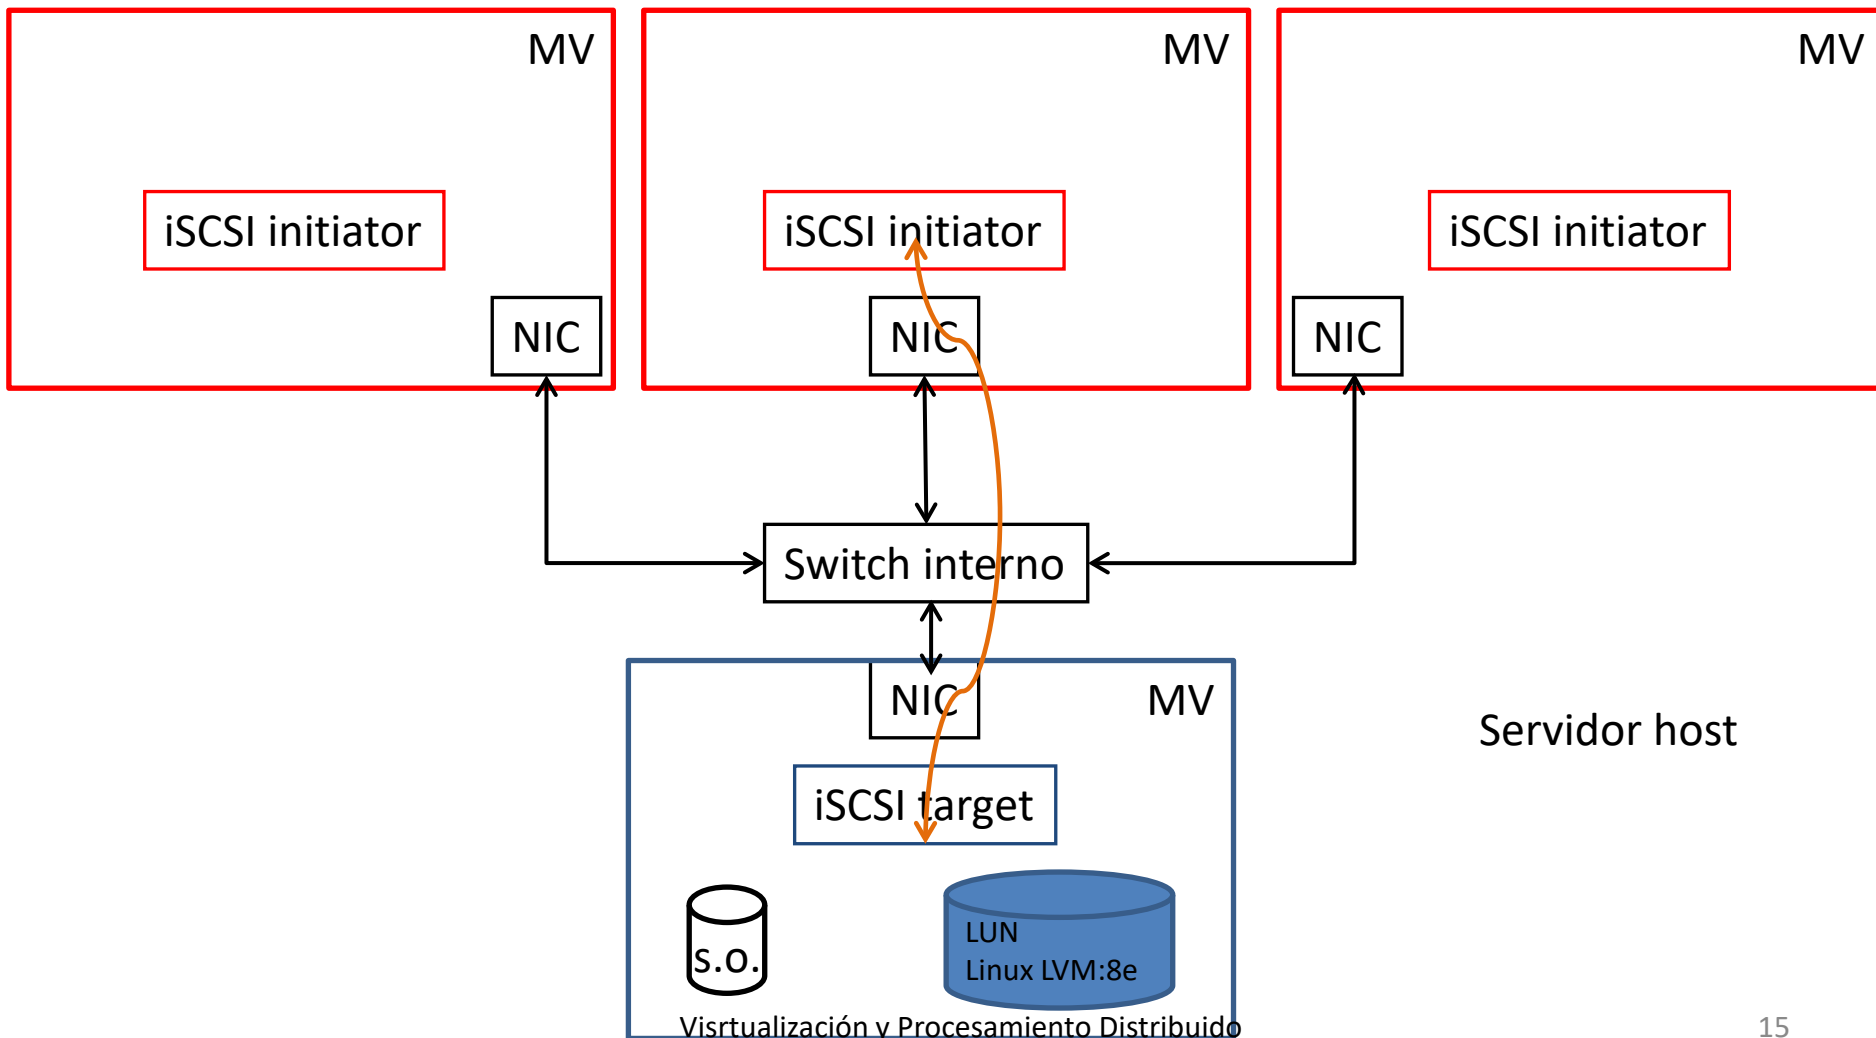 MV
MV
MV
iSCSI initiator
iSCSI initiator
iSCSI initiator
NIC
NIC
NIC
Switch interno
NIC
MV
Servidor host
iSCSI target
s.o.
LUN
Linux LVM:8e
Visrtualización y Procesamiento Distribuido
15